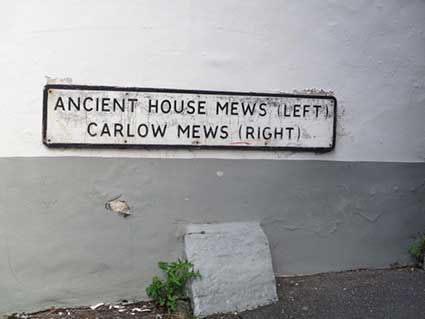 ANCIENT HOUSE MEWS (LEFT)
CARLOW MEWS (RIGHT)